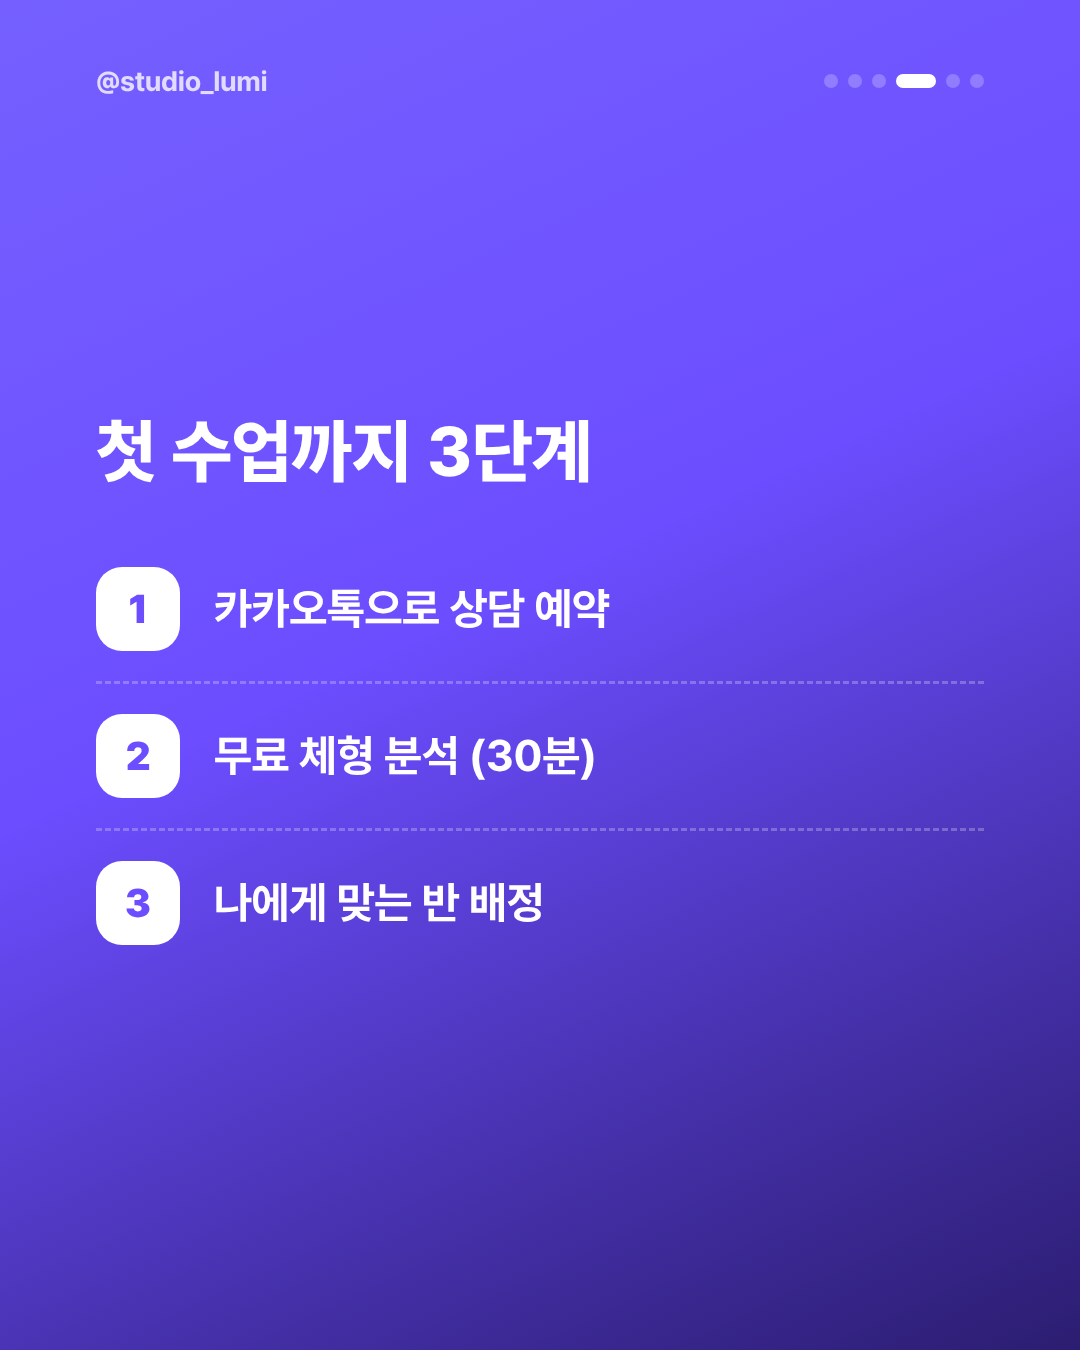 @studio_lumi
첫 수업까지 3단계
1 카카오톡으로 상담 예약
2 무료 체형 분석 (30분)
3 나에게 맞는 반 배정